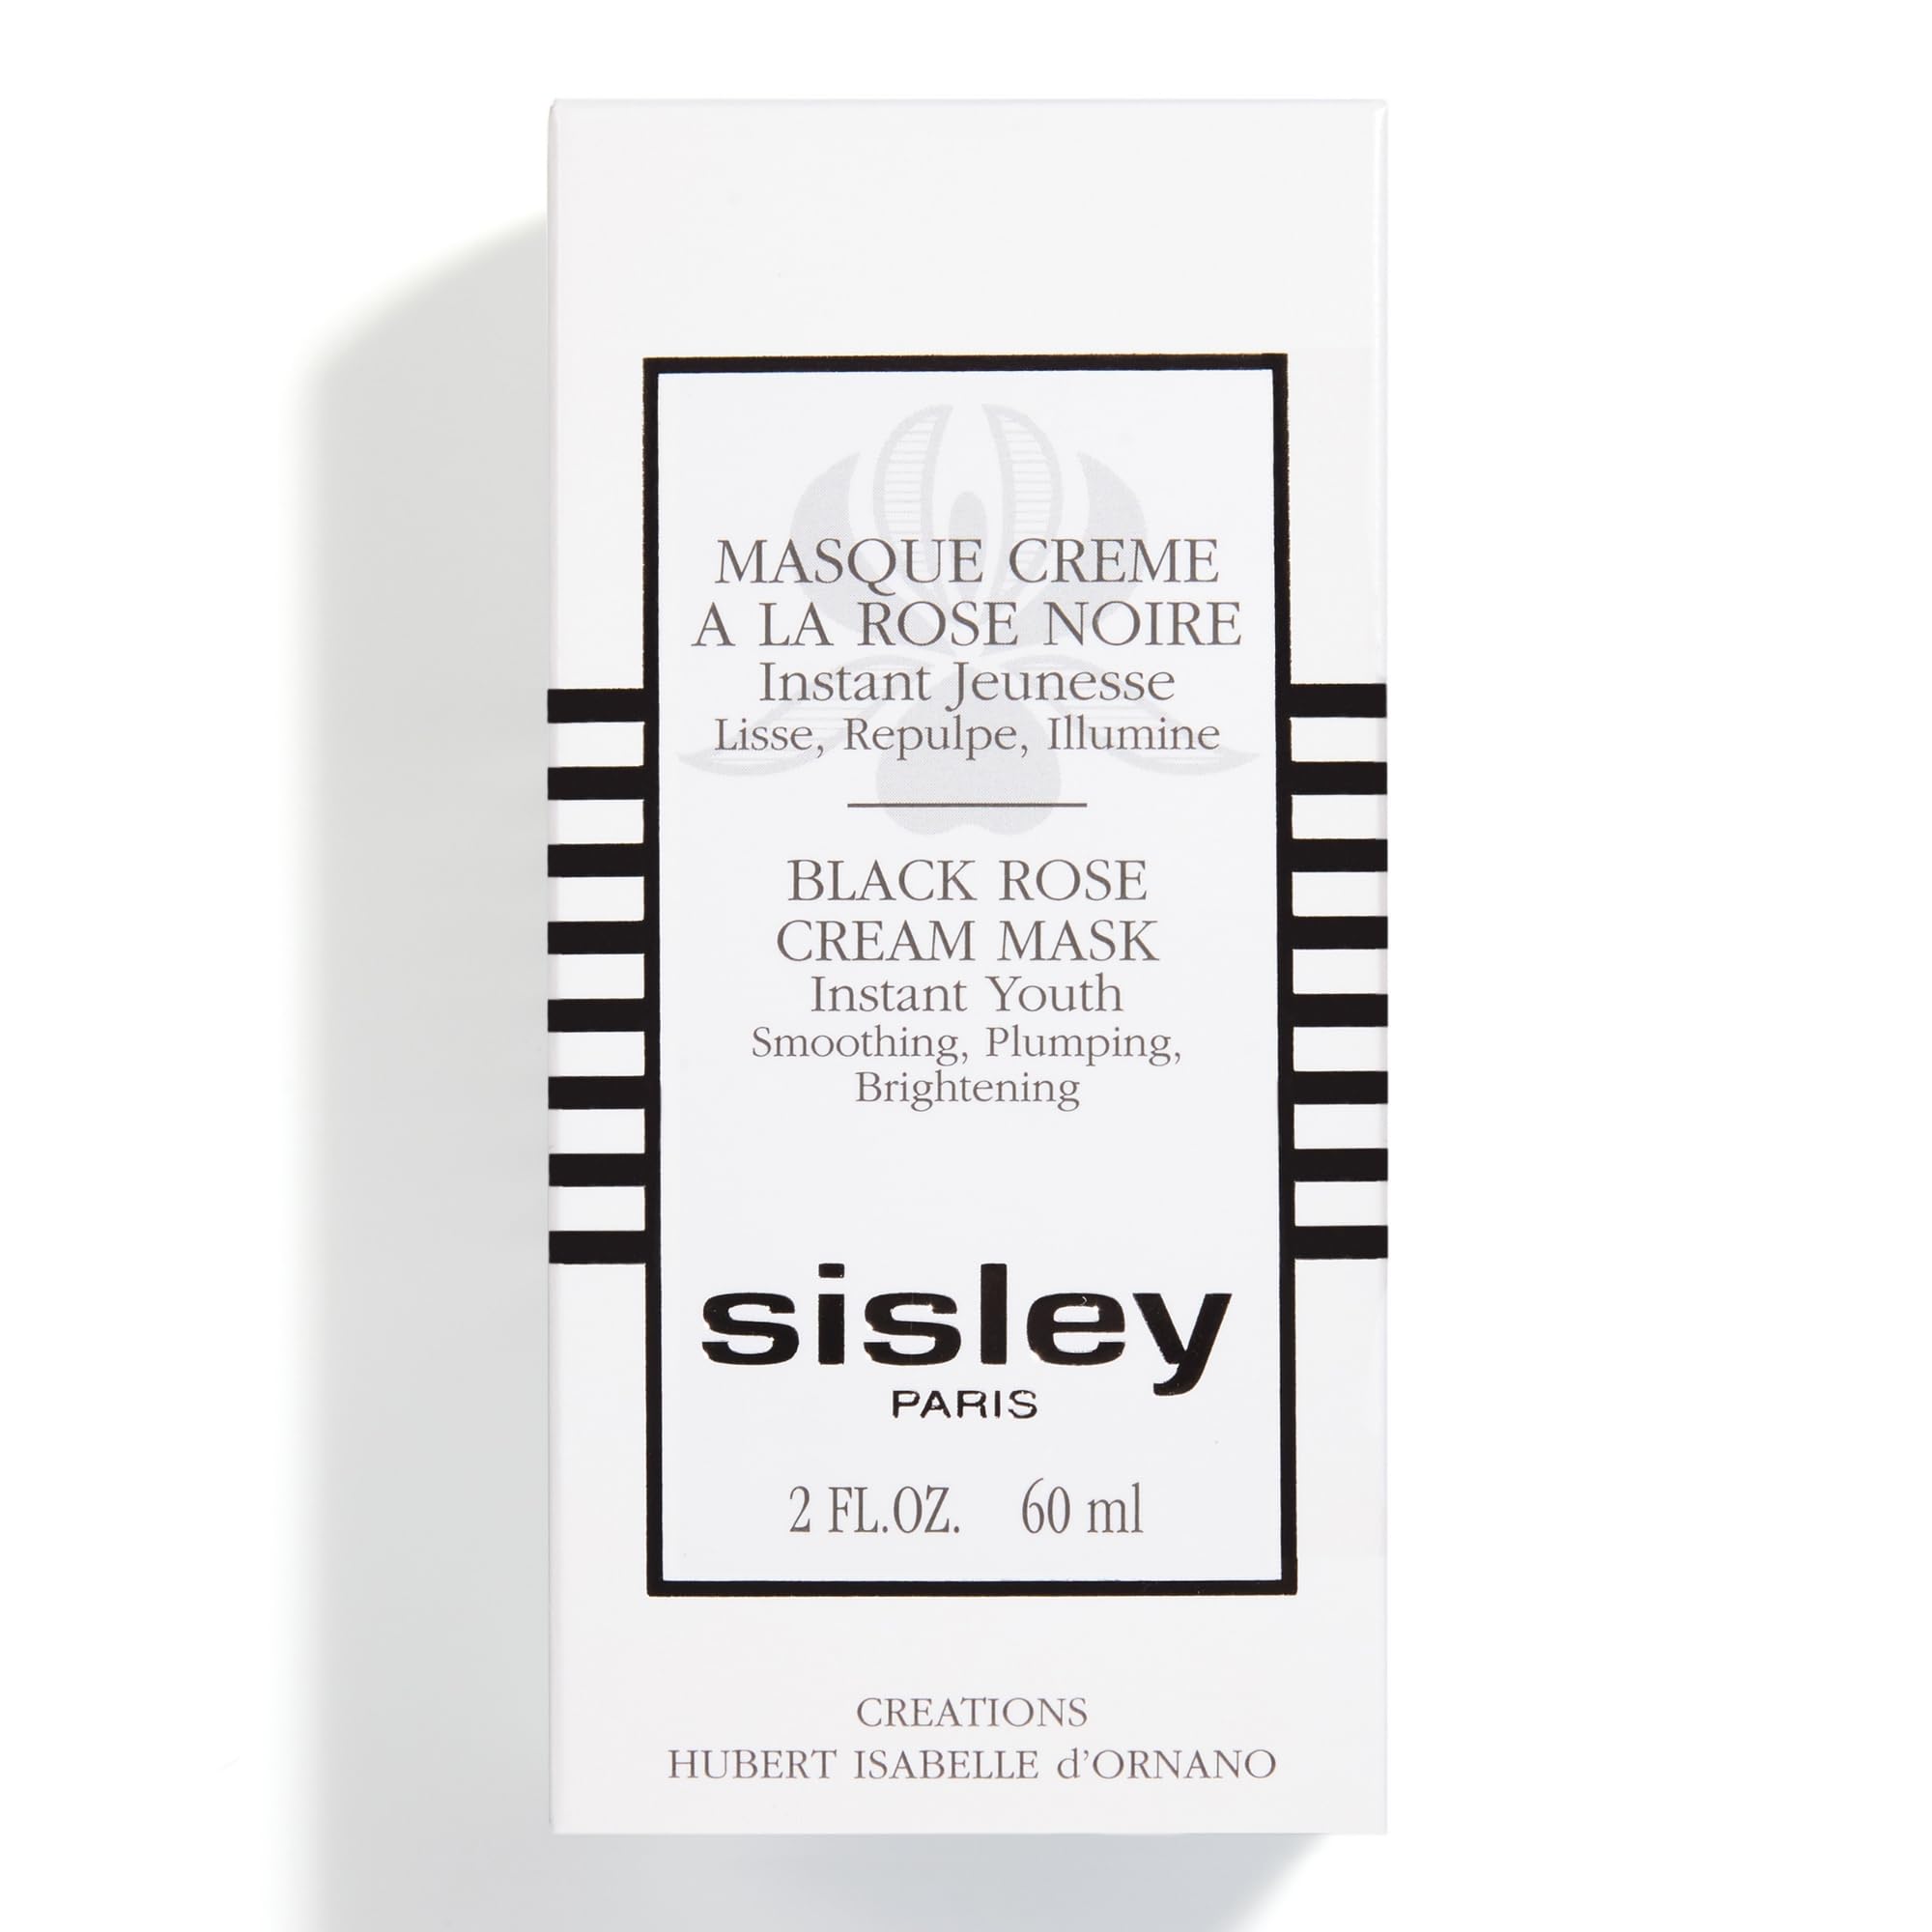 MASQUE CREME
A LA ROSE NOIRE
Instant Jeunesse
Lisse, Repulpe, Illumine
BLACK ROSE
CREAM MASK
Instant Youth
Smoothing, Plumping,
Brightening
sisley
PARIS
2 FL.OZ. 60 ml
CREATIONS
HUBERT ISABELLE d'ORNANO